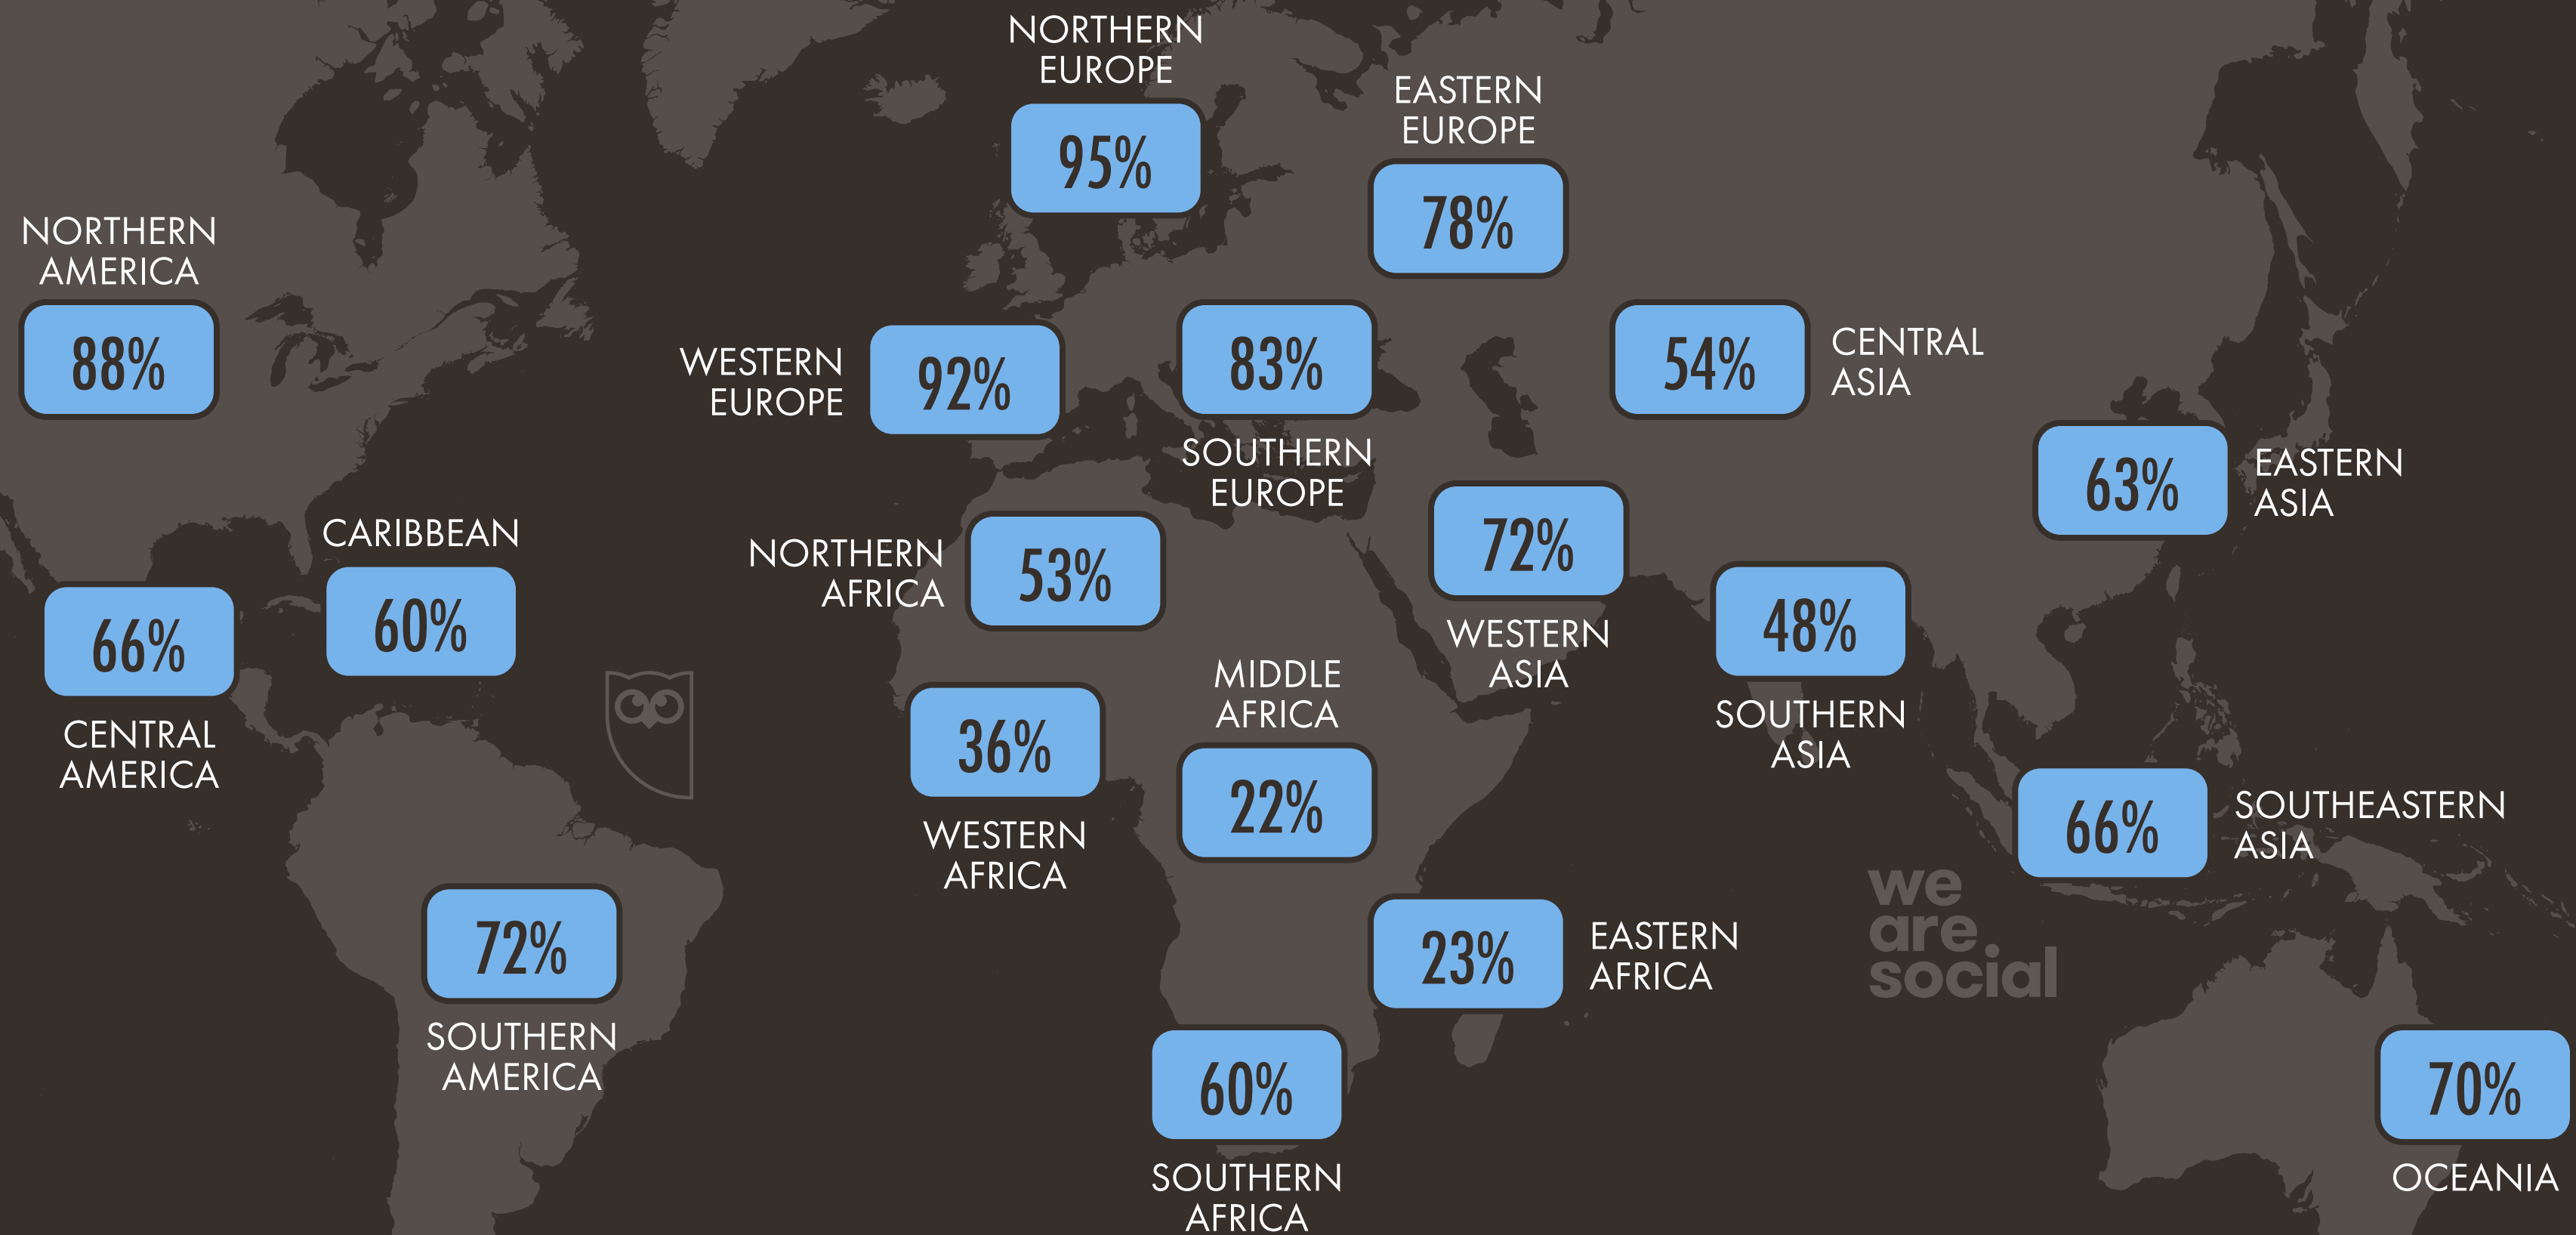 NORTHERN
EUROPE
95%
EASTERN
EUROPE
78%
NORTHERN
AMERICA
88%
WESTERN
EUROPE
92%
83%
SOUTHERN
EUROPE
54%
CENTRAL
ASIA
63%
EASTERN
ASIA
CARIBBEAN
60%
66%
CENTRAL
AMERICA
NORTHERN
AFRICA
53%
72%
WESTERN
ASIA
48%
SOUTHERN
ASIA
36%
WESTERN
AFRICA
MIDDLE
AFRICA
22%
66%
SOUTHEASTERN
ASIA
72%
SOUTHERN
AMERICA
23%
EASTERN
AFRICA
we
are
social
60%
SOUTHERN
AFRICA
70%
OCEANIA